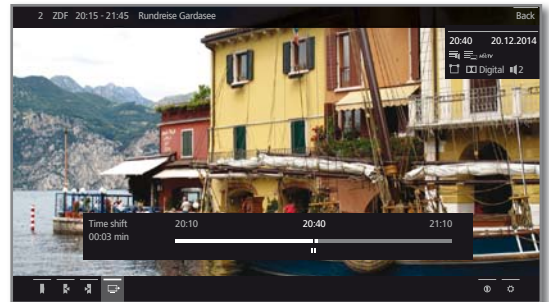 2 ZDF 20:15 - 21:45 Rundreise Gardasee Back
20:40 20.12.2014
HbbTV
Digital 2
Time shift 20:10 20:40 21:10
00:03 min